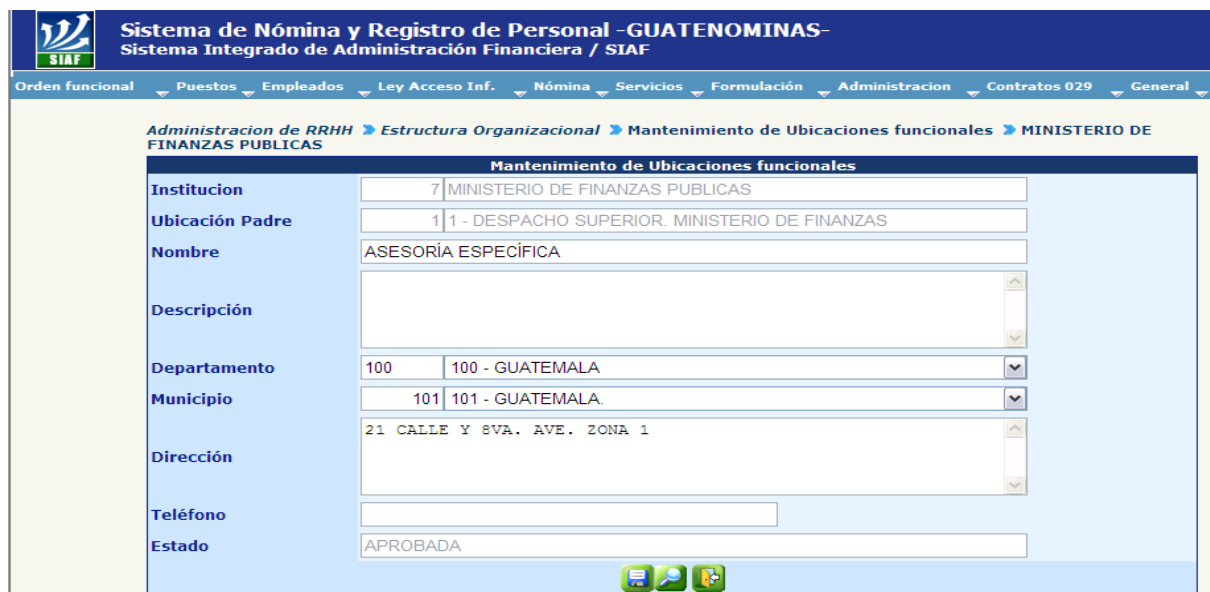 Sistema de Nómina y Registro de Personal -GUATENOMINAS-
Sistema Integrado de Administración Financiera / SIAF
SIAF
Orden funcional Puestos Empleados Ley Acceso Inf. Nómina Servicios Formulación Administracion Contratos 029 General
Administracion de RRHH Estructura Organizacional Mantenimiento de Ubicaciones funcionales MINISTERIO DE
FINANZAS PUBLICAS
Mantenimiento de Ubicaciones funcionales
Institucion 7 MINISTERIO DE FINANZAS PUBLICAS
Ubicación Padre 1 1 - DESPACHO SUPERIOR. MINISTERIO DE FINANZAS
Nombre ASESORÍA ESPECÍFICA
Descripción
Departamento 100 100 - GUATEMALA
Municipio 101 101 - GUATEMALA.
21 CALLE Y 8VA. AVE. ZONA 1
Dirección
Teléfono
Estado APROBADA